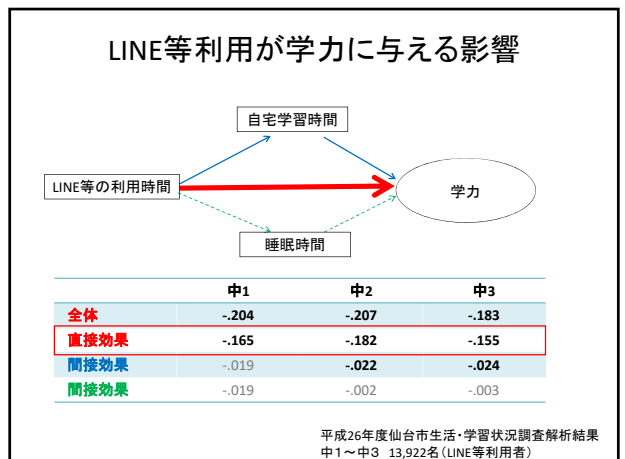 LINE等利用が学力に与える影響
自宅学習時間
LINE等の利用時間
学力
睡眠時間
中1 中2 中3
全体 -.204 -.207 -.183
直接効果 -.165 -.182 -.155
間接効果 -.019 -.022 -.024
間接効果 -.019 -.002 -.003
平成26年度仙台市生活・学習状況調査解析結果
中1～中3 13,922名(LINE等利用者)